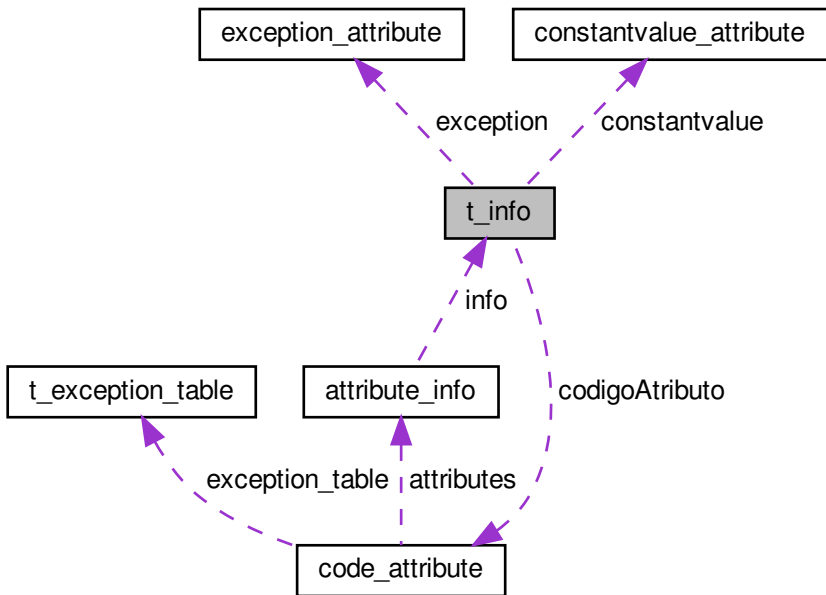 exception_attribute
constantvalue_attribute
exception
constantvalue
t_info
info
t_exception_table
attribute_info
codigoAtributo
exception_table
attributes
code_attribute